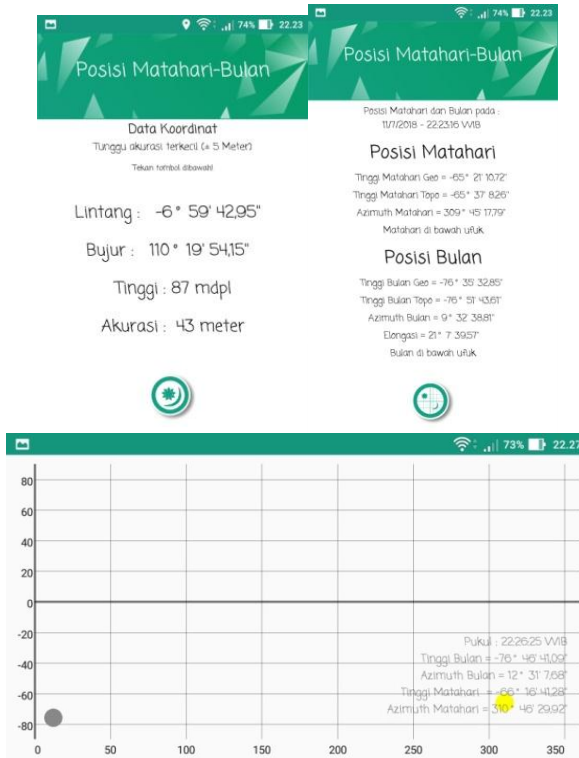 22.23
74%
Posisi Matahari-Bulan
Data Koordinat
Tunggu akurasi terkecil (± 5 Meter)
Tekan tombol dibawah!
Lintang : -6° 59' 42,95"
Bujur : 110° 19' 54,15"
Tinggi : 87 mdpl
Akurasi : 43 meter
74% 22.23
Posisi Matahari-Bulan
Posisi Matahari dan Bulan pada :
11/7/2018 - 22:23:16 WIB
Posisi Matahari
Tinggi Matahari Geo = -65° 21' 10,72"
Tinggi Matahari Topo = -65° 37' 8,26"
Azimuth Matahari = 309° 45' 17,79"
Matahari di bawah ufuk
Posisi Bulan
Tinggi Bulan Geo = -76° 35' 32,85"
Tinggi Bulan Topo = -76° 51' 43,61"
Azimuth Bulan = 9° 32' 38,81"
Elongasi = 21° 7' 39,57"
Bulan di bawah ufuk
73% 22.27
80
60
40
20
0
-20
-40
-60
-80
0 50 100 150 200 250 300 350
Pukul : 22:26:25 WIB
Tinggi Bulan = -76° 46' 41,09"
Azimuth Bulan = 12° 31' 7,68"
Tinggi Matahari = -66° 16' 41,28"
Azimuth Matahari = 310° 46' 29,92"